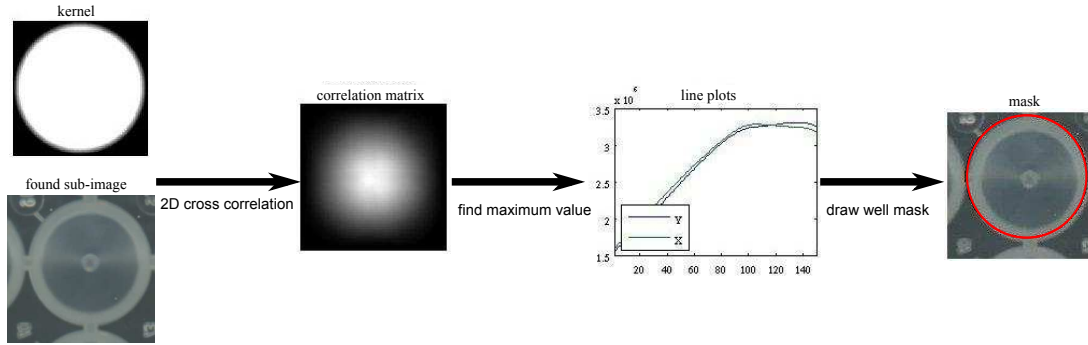 kernel
found sub-image
2D cross correlation
correlation matrix
find maximum value
line plots
x 10^6
3.5
3
2.5
2
1.5
20 40 60 80 100 120 140
Y
X
draw well mask
mask